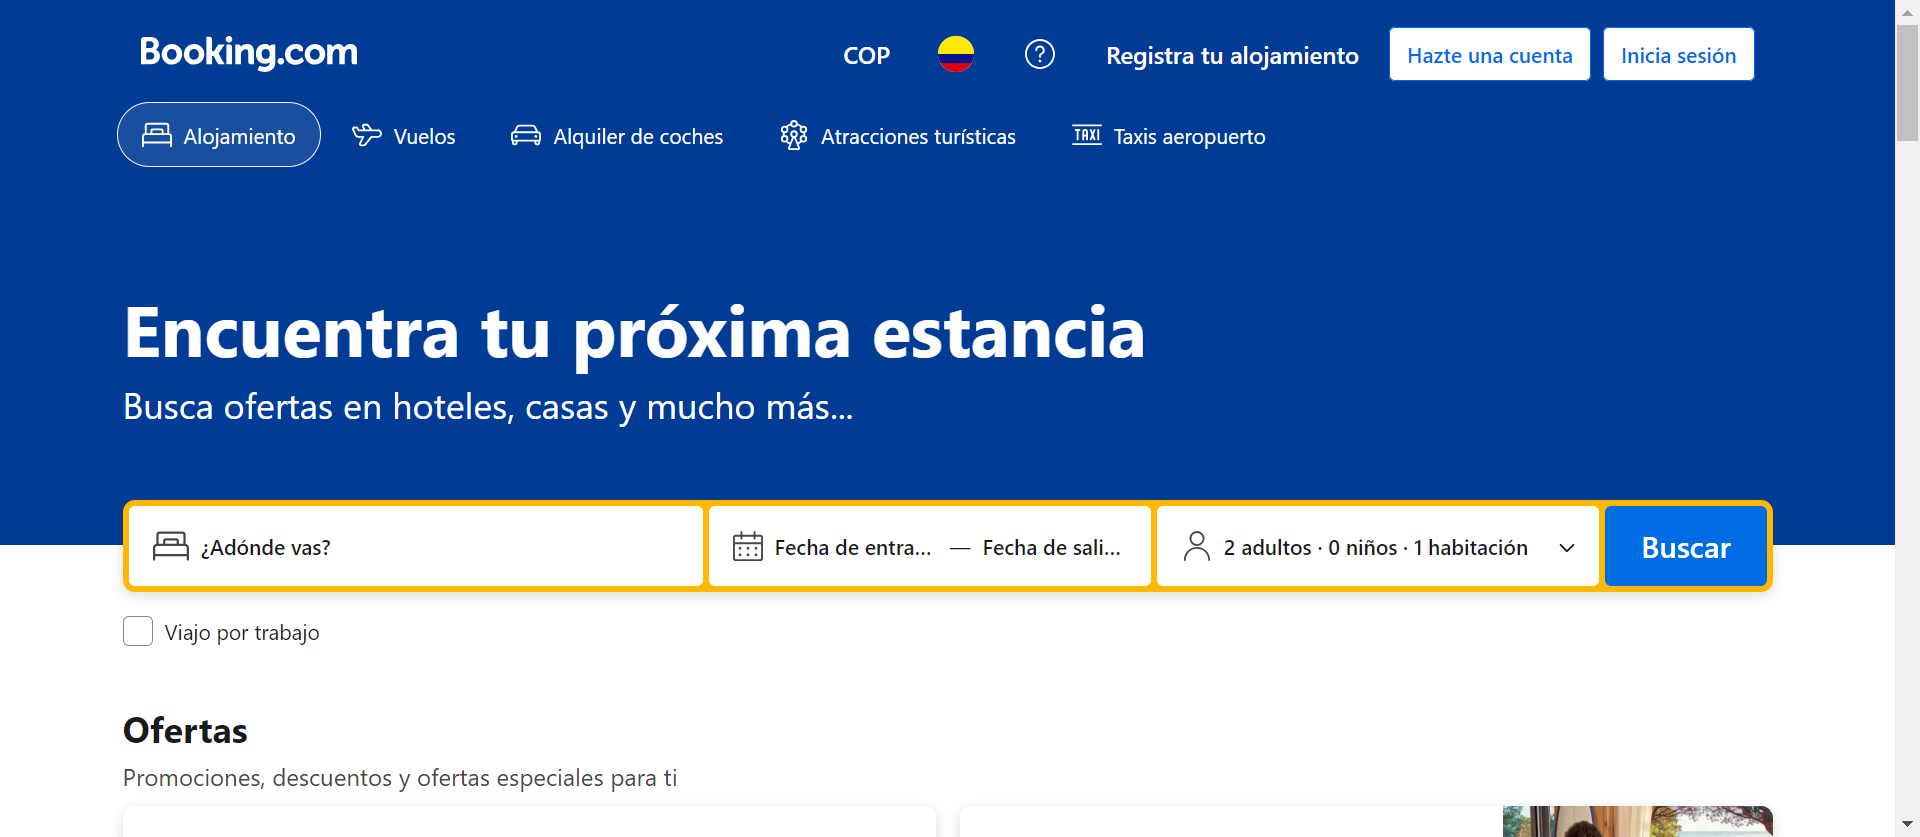 Booking.com
COP
Registra tu alojamiento
Hazte una cuenta
Inicia sesión
Alojamiento
Vuelos
Alquiler de coches
Atracciones turísticas
TAXI
Taxis aeropuerto
Encuentra tu próxima estancia
Busca ofertas en hoteles, casas y mucho más...
¿Adónde vas?
Fecha de entra... — Fecha de sali...
2 adultos · 0 niños · 1 habitación
Buscar
Viajo por trabajo
Ofertas
Promociones, descuentos y ofertas especiales para ti